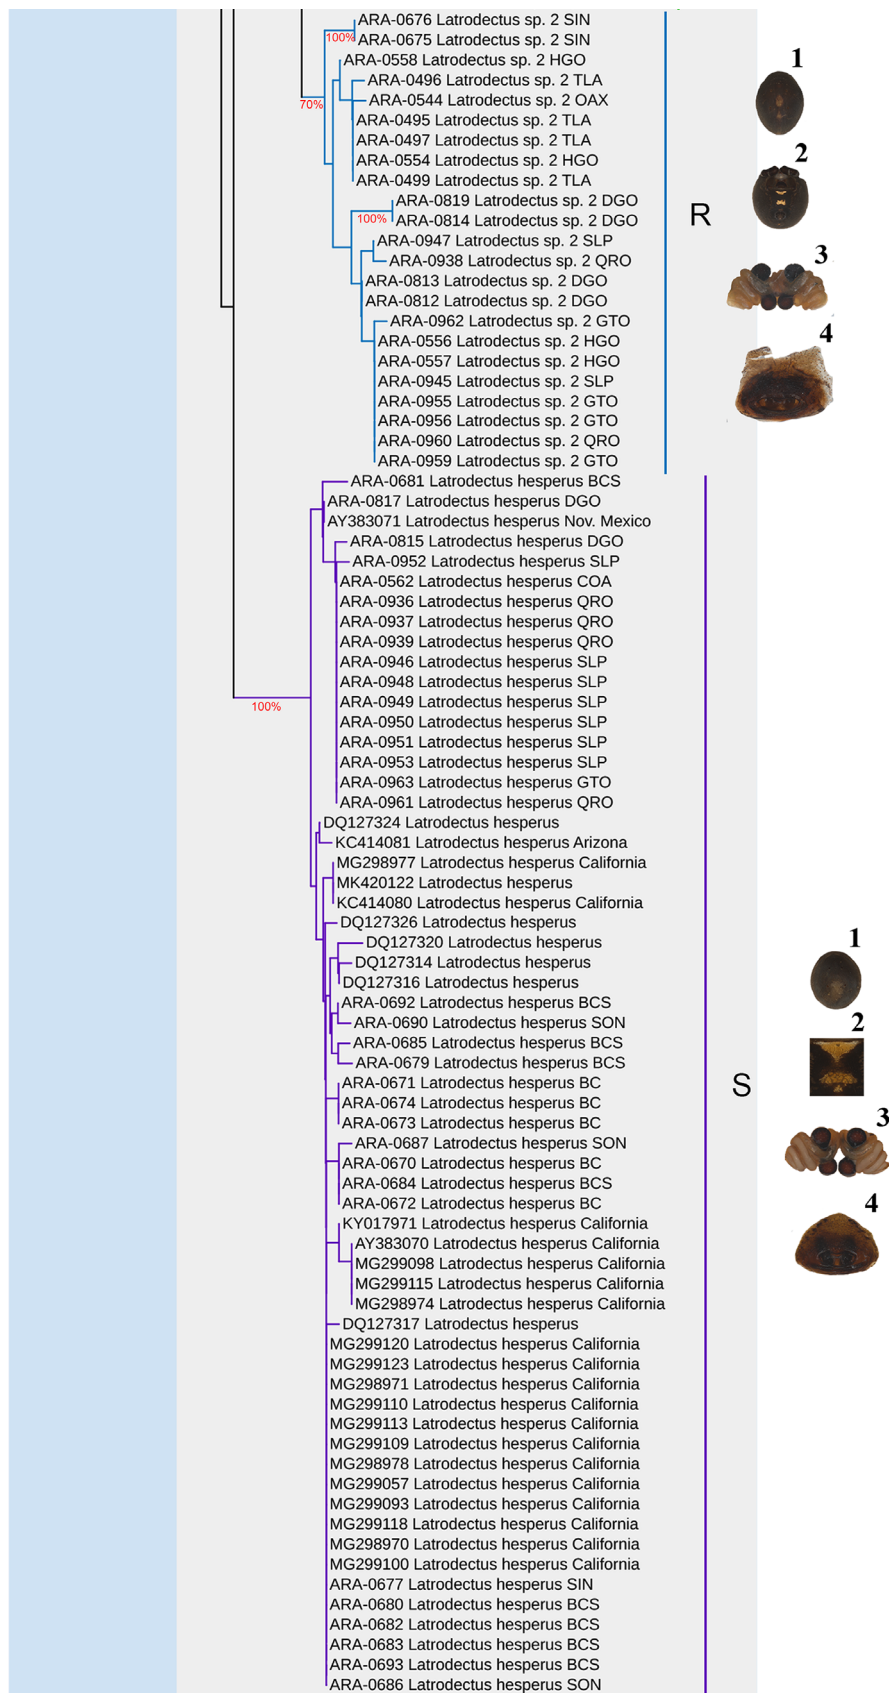 ARA-0676 Latrodectus sp. 2 SIN
100%
ARA-0675 Latrodectus sp. 2 SIN
ARA-0558 Latrodectus sp. 2 HGO
1
ARA-0496 Latrodectus sp. 2 TLA
70%
ARA-0544 Latrodectus sp. 2 OAX
ARA-0495 Latrodectus sp. 2 TLA
ARA-0497 Latrodectus sp. 2 TLA
2
ARA-0554 Latrodectus sp. 2 HGO
ARA-0499 Latrodectus sp. 2 TLA
ARA-0819 Latrodectus sp. 2 DGO
100%
ARA-0814 Latrodectus sp. 2 DGO
R
ARA-0947 Latrodectus sp. 2 SLP
3
ARA-0938 Latrodectus sp. 2 QRO
ARA-0813 Latrodectus sp. 2 DGO
ARA-0812 Latrodectus sp. 2 DGO
ARA-0962 Latrodectus sp. 2 GTO
4
ARA-0556 Latrodectus sp. 2 HGO
ARA-0557 Latrodectus sp. 2 HGO
ARA-0945 Latrodectus sp. 2 SLP
ARA-0955 Latrodectus sp. 2 GTO
ARA-0956 Latrodectus sp. 2 GTO
ARA-0960 Latrodectus sp. 2 QRO
ARA-0959 Latrodectus sp. 2 GTO
ARA-0681 Latrodectus hesperus BCS
ARA-0817 Latrodectus hesperus DGO
AY383071 Latrodectus hesperus Nov. Mexico
ARA-0815 Latrodectus hesperus DGO
ARA-0952 Latrodectus hesperus SLP
ARA-0562 Latrodectus hesperus COA
ARA-0936 Latrodectus hesperus QRO
ARA-0937 Latrodectus hesperus QRO
ARA-0939 Latrodectus hesperus QRO
ARA-0946 Latrodectus hesperus SLP
ARA-0948 Latrodectus hesperus SLP
ARA-0949 Latrodectus hesperus SLP
100%
ARA-0950 Latrodectus hesperus SLP
ARA-0951 Latrodectus hesperus SLP
ARA-0953 Latrodectus hesperus SLP
ARA-0963 Latrodectus hesperus GTO
ARA-0961 Latrodectus hesperus QRO
DQ127324 Latrodectus hesperus
KC414081 Latrodectus hesperus Arizona
MG298977 Latrodectus hesperus California
MK420122 Latrodectus hesperus
KC414080 Latrodectus hesperus California
DQ127326 Latrodectus hesperus
1
DQ127320 Latrodectus hesperus
DQ127314 Latrodectus hesperus
DQ127316 Latrodectus hesperus
ARA-0692 Latrodectus hesperus BCS
2
ARA-0690 Latrodectus hesperus SON
ARA-0685 Latrodectus hesperus BCS
ARA-0679 Latrodectus hesperus BCS
S
ARA-0671 Latrodectus hesperus BC
ARA-0674 Latrodectus hesperus BC
3
ARA-0673 Latrodectus hesperus BC
ARA-0687 Latrodectus hesperus SON
ARA-0670 Latrodectus hesperus BC
ARA-0684 Latrodectus hesperus BCS
4
ARA-0672 Latrodectus hesperus BC
KY017971 Latrodectus hesperus California
AY383070 Latrodectus hesperus California
MG299098 Latrodectus hesperus California
MG299115 Latrodectus hesperus California
MG298974 Latrodectus hesperus California
DQ127317 Latrodectus hesperus
MG299120 Latrodectus hesperus California
MG299123 Latrodectus hesperus California
MG298971 Latrodectus hesperus California
MG299110 Latrodectus hesperus California
MG299113 Latrodectus hesperus California
MG299109 Latrodectus hesperus California
MG298978 Latrodectus hesperus California
MG299057 Latrodectus hesperus California
MG299093 Latrodectus hesperus California
MG299118 Latrodectus hesperus California
MG298970 Latrodectus hesperus California
MG299100 Latrodectus hesperus California
ARA-0677 Latrodectus hesperus SIN
ARA-0680 Latrodectus hesperus BCS
ARA-0682 Latrodectus hesperus BCS
ARA-0683 Latrodectus hesperus BCS
ARA-0693 Latrodectus hesperus BCS
ARA-0686 Latrodectus hesperus SON